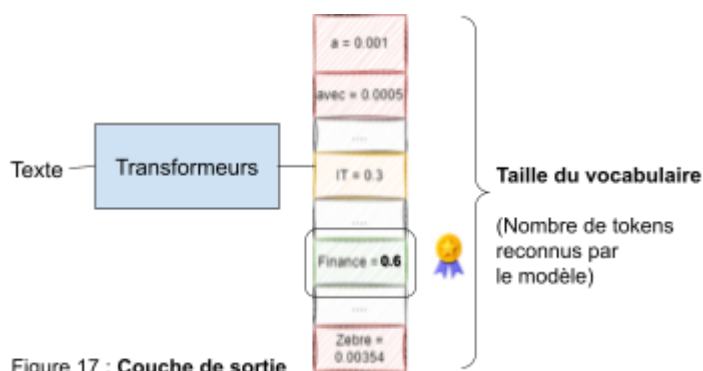 a = 0.001
avec = 0.0005
....
Texte
Transformeurs
IT = 0.3
....
Finance = 0.6
....
Zebre =
0.00354
Taille du vocabulaire
(Nombre de tokens
reconnus par
le modèle)
Figure 17 : Couche de sortie